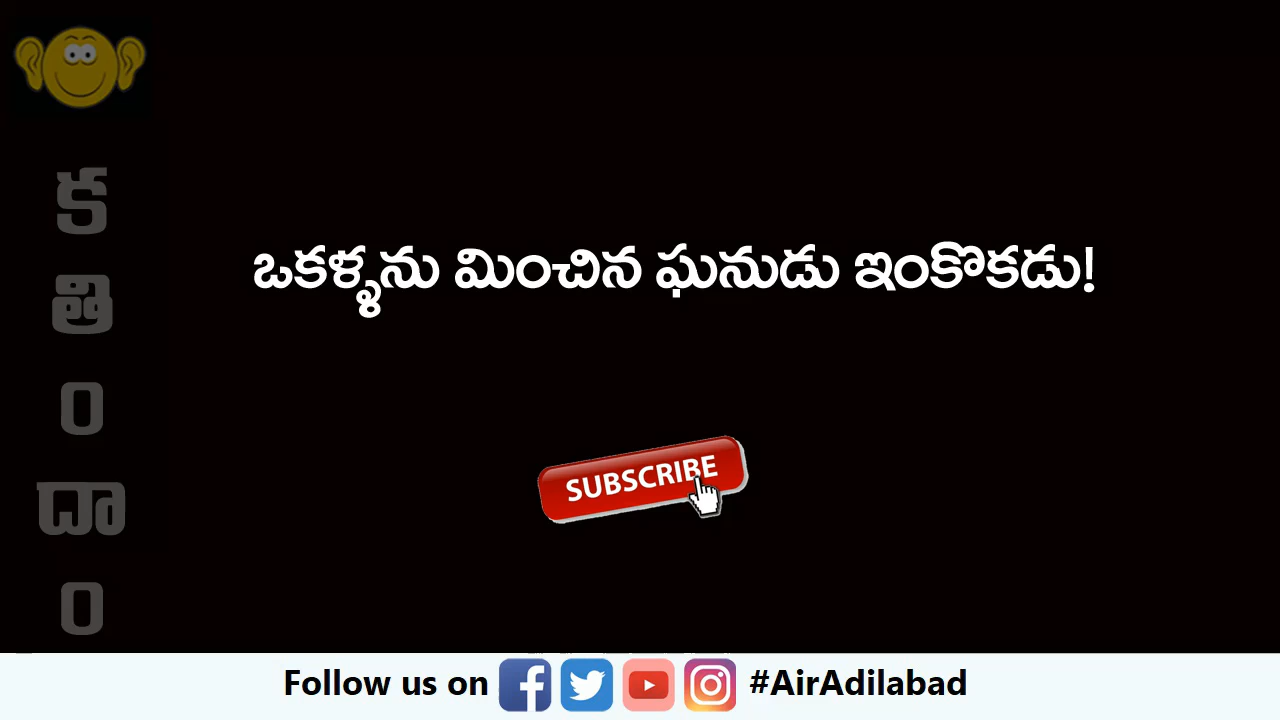 క
తి
ం
దాం
ఒకళ్ళను మించిన ఘనుడు ఇంకొకడు!
SUBSCRIBE
Follow us on #AirAdilabad